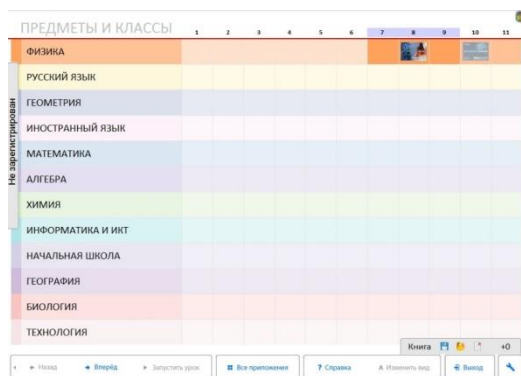 ПРЕДМЕТЫ И КЛАССЫ
1 2 3 4 5 6 7 8 9 10 11
ФИЗИКА
РУССКИЙ ЯЗЫК
ГЕОМЕТРИЯ
ИНОСТРАННЫЙ ЯЗЫК
МАТЕМАТИКА
АЛГЕБРА
ХИМИЯ
ИНФОРМАТИКА И ИКТ
НАЧАЛЬНАЯ ШКОЛА
ГЕОГРАФИЯ
БИОЛОГИЯ
ТЕХНОЛОГИЯ
Не зарегистрирован
Книга +0
Назад Вперёд Запустить урок Все приложения ? Справка А Изменить вид Выход